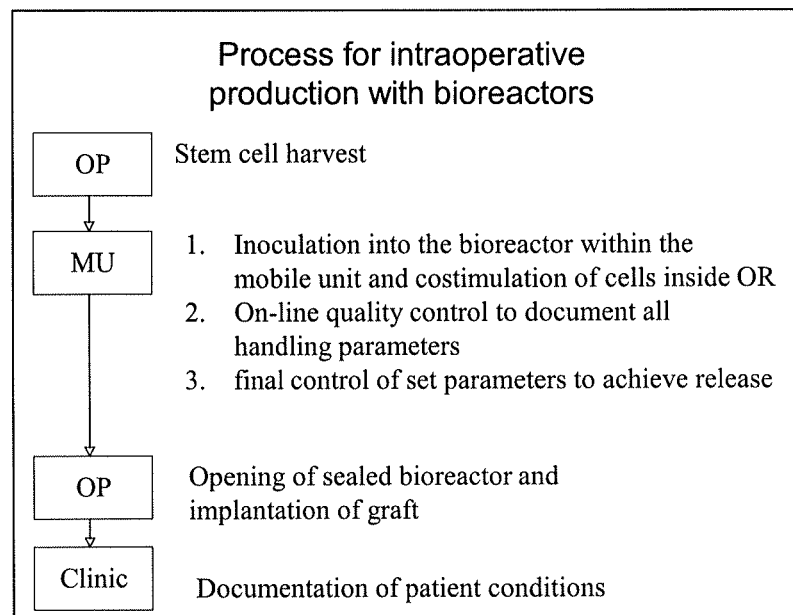 Process for intraoperative
production with bioreactors
OP
Stem cell harvest
MU
1. Inoculation into the bioreactor within the
mobile unit and costimulation of cells inside OR
2. On-line quality control to document all
handling parameters
3. final control of set parameters to achieve release
OP
Opening of sealed bioreactor and
implantation of graft
Clinic
Documentation of patient conditions